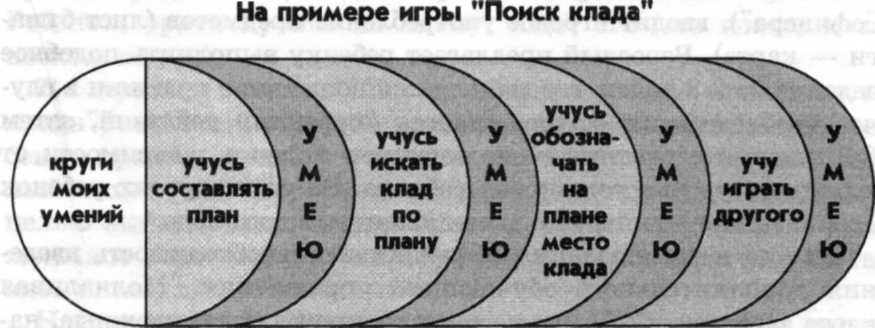 На примере игры "Поиск клада"
круги
моих
умений
учусь
составлять
план
У
М
Е
Ю
учусь
искать
клад
по
плану
У
М
Е
Ю
учусь
обозна-
чать
на
плане
место
клада
У
М
Е
Ю
учу
играть
другого
У
М
Е
Ю